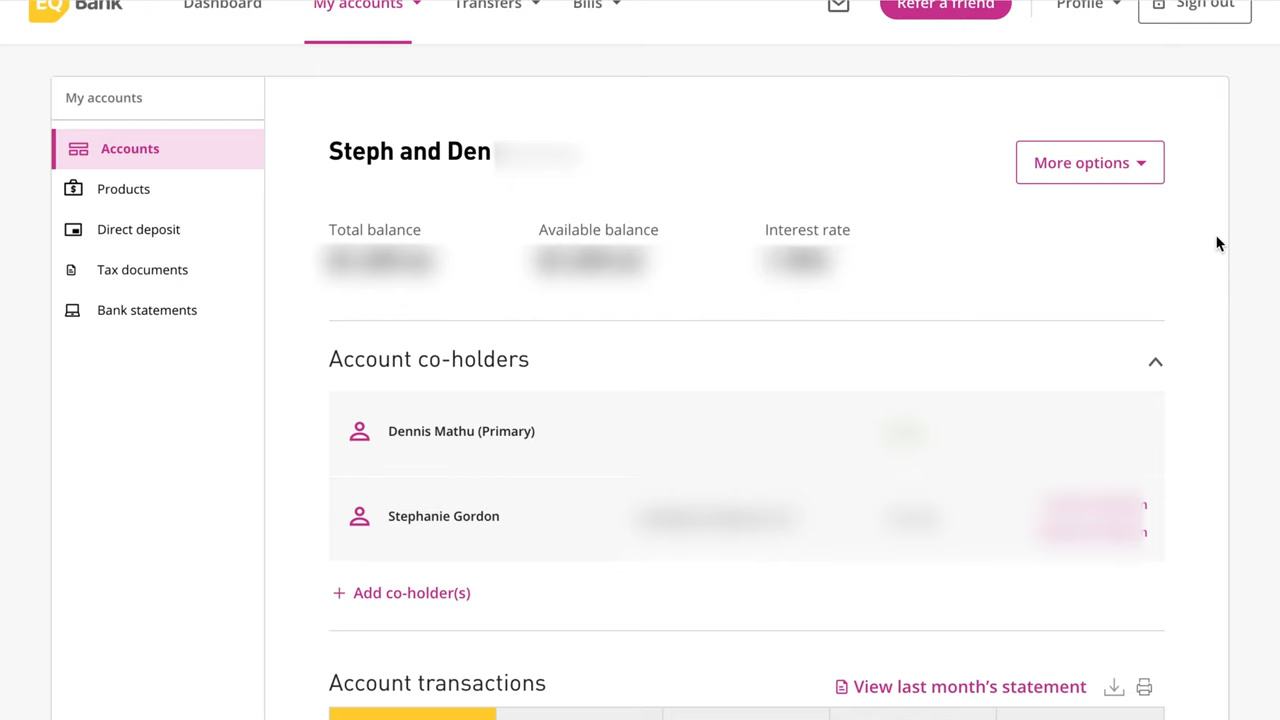 EQ Bank
Dashboard
My accounts
Transfers
Bills
Refer a friend
Profile
Sign out
My accounts
Accounts
Products
Direct deposit
Tax documents
Bank statements
Steph and Den
More options
Total balance
Available balance
Interest rate
Account co-holders
Dennis Mathu (Primary)
Stephanie Gordon
+ Add co-holder(s)
Account transactions
View last month's statement